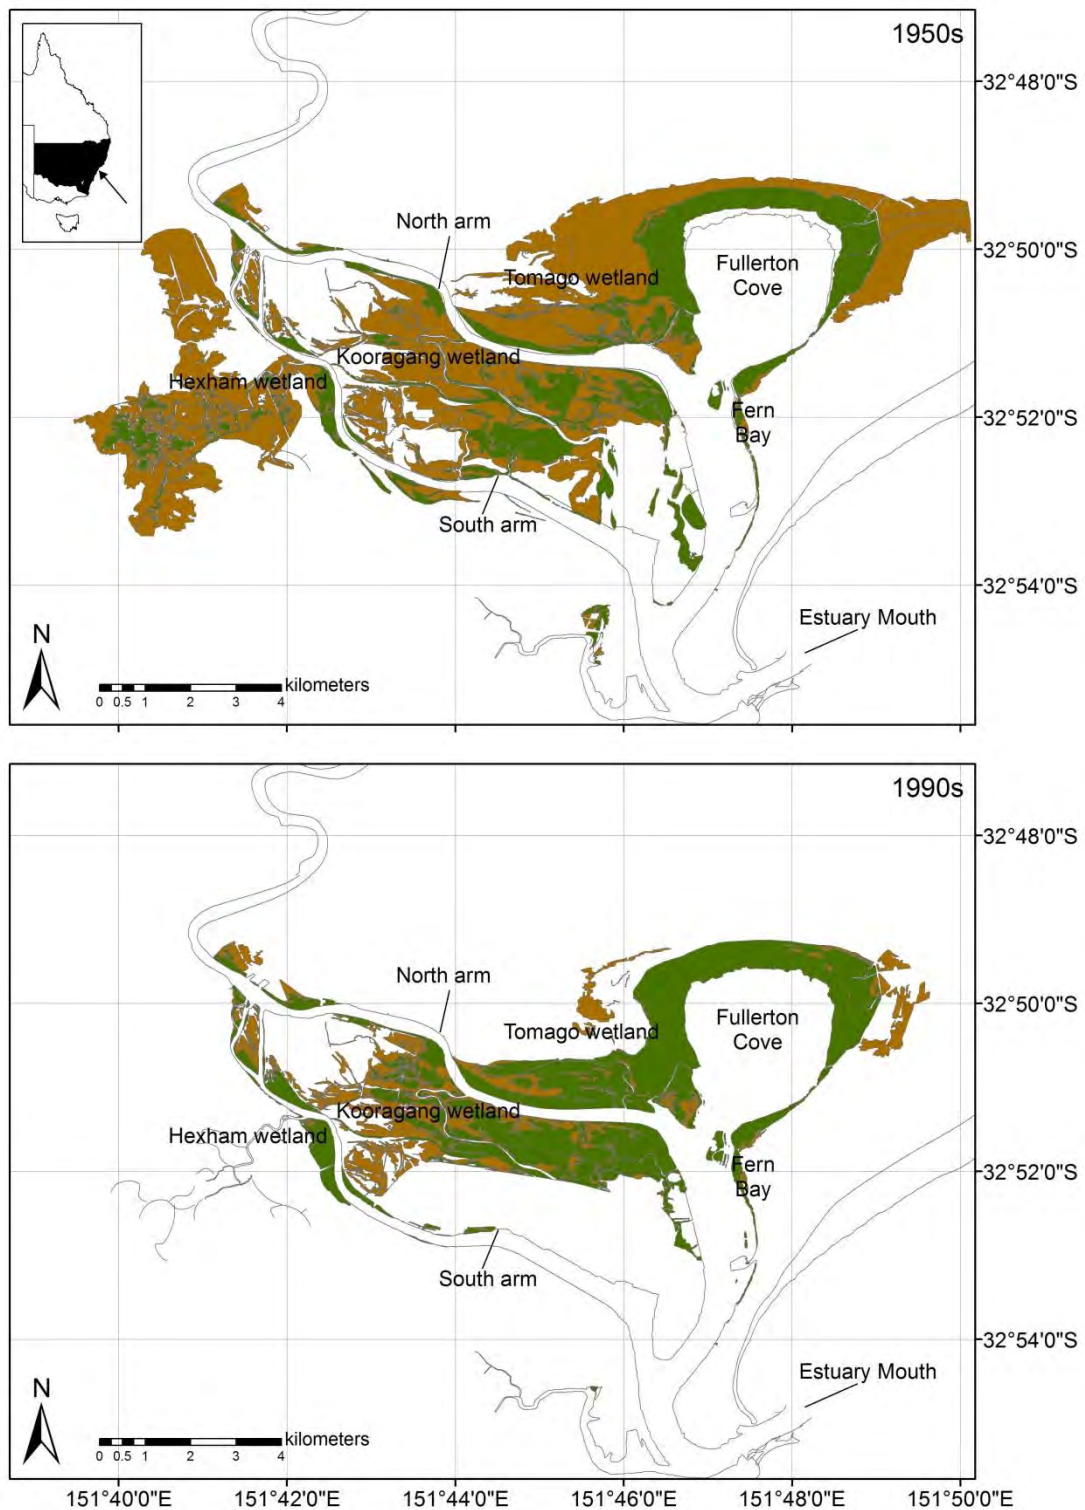 1950s
32°48'0"S
North arm
32°50'0"S
Tomago wetland
Fullerton
Cove
Kooragang wetland
Hexham wetland
32°52'0"S
Fern
Bay
South arm
32°54'0"S
Estuary Mouth
N
kilometers
0 0.5 1 2 3 4
1990s
32°48'0"S
North arm
32°50'0"S
Tomago wetland
Fullerton
Cove
Kooragang wetland
Hexham wetland
32°52'0"S
Fern
Bay
South arm
32°54'0"S
Estuary Mouth
N
kilometers
0 0.5 1 2 3 4
151°40'0"E 151°42'0"E 151°44'0"E 151°46'0"E 151°48'0"E 151°50'0"E